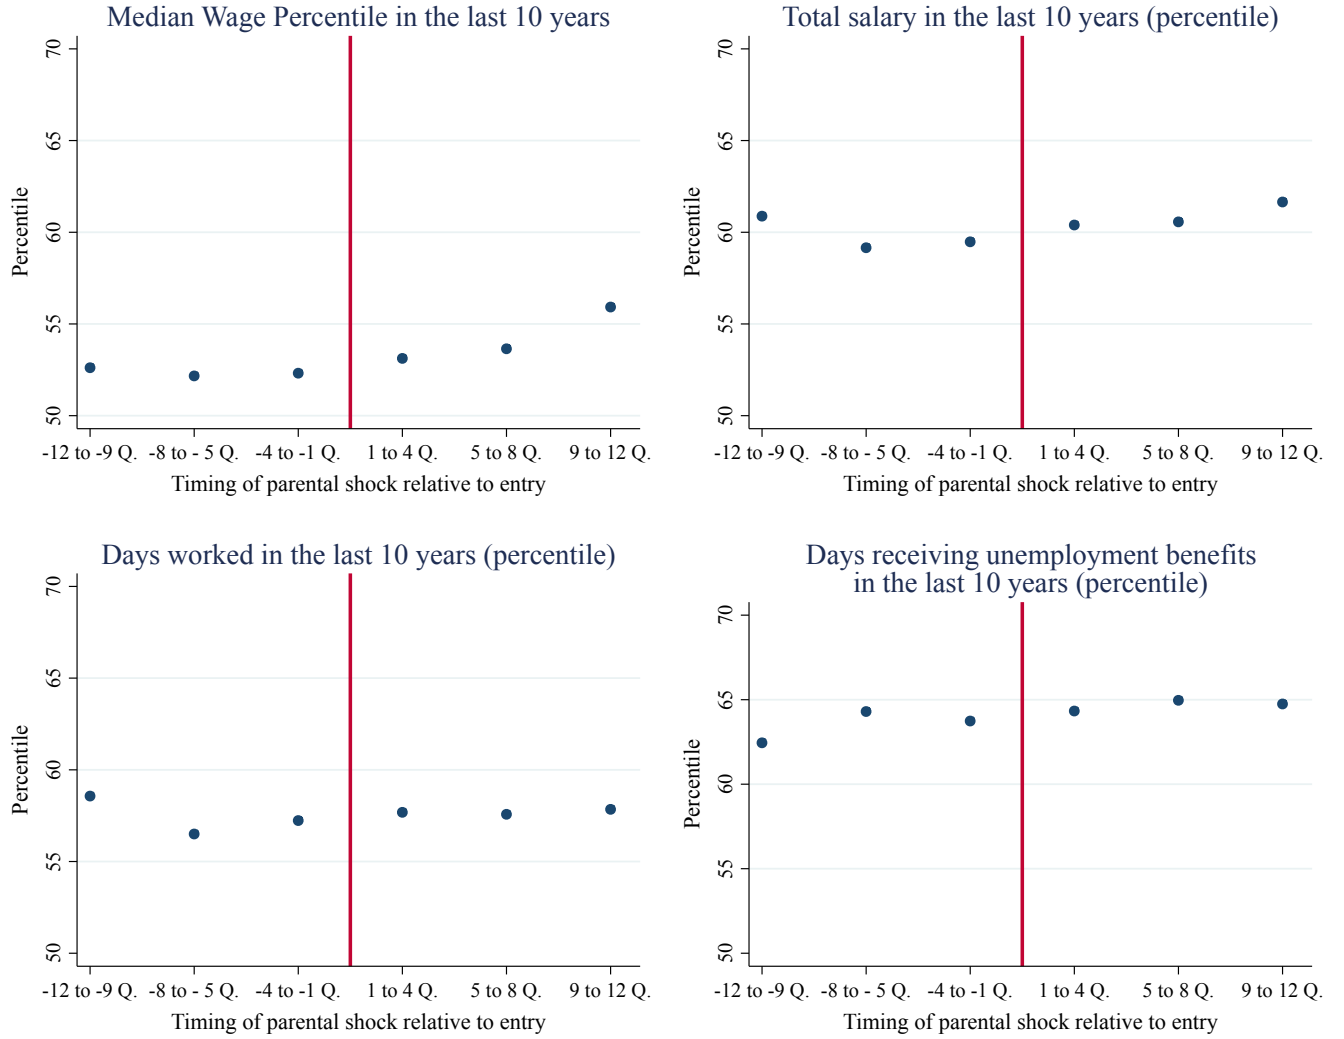 Median Wage Percentile in the last 10 years
70
65
60
55
50
Percentile
-12 to -9 Q. -8 to - 5 Q. -4 to -1 Q. 1 to 4 Q. 5 to 8 Q. 9 to 12 Q.
Timing of parental shock relative to entry
Total salary in the last 10 years (percentile)
70
65
60
55
50
Percentile
-12 to -9 Q. -8 to - 5 Q. -4 to -1 Q. 1 to 4 Q. 5 to 8 Q. 9 to 12 Q.
Timing of parental shock relative to entry
Days worked in the last 10 years (percentile)
70
65
60
55
50
Percentile
-12 to -9 Q. -8 to - 5 Q. -4 to -1 Q. 1 to 4 Q. 5 to 8 Q. 9 to 12 Q.
Timing of parental shock relative to entry
Days receiving unemployment benefits
in the last 10 years (percentile)
70
65
60
55
50
Percentile
-12 to -9 Q. -8 to - 5 Q. -4 to -1 Q. 1 to 4 Q. 5 to 8 Q. 9 to 12 Q.
Timing of parental shock relative to entry